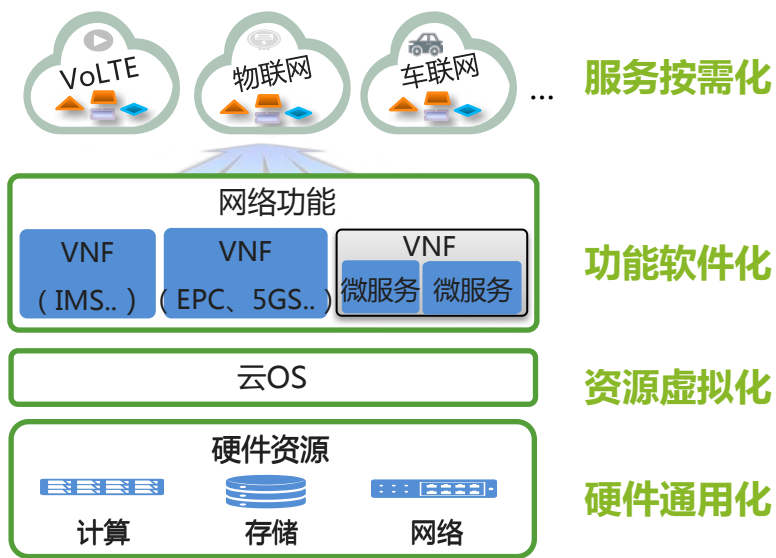 VoLTE
物联网
车联网
...
服务按需化
网络功能
VNF
(IMS..)
VNF
(EPC、5GS..)
VNF
微服务
微服务
功能软件化
云OS
资源虚拟化
硬件资源
计算
存储
网络
硬件通用化